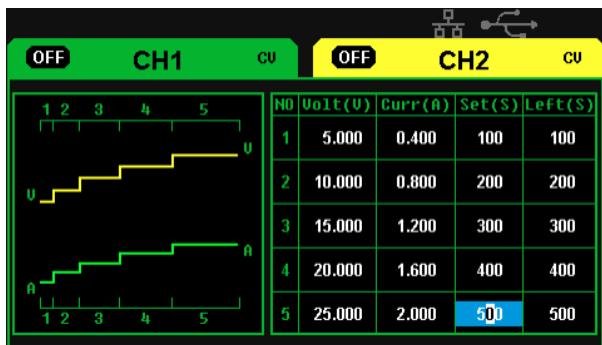 OFF CH1 CV OFF CH2 CV
1 2 3 4 5
V
V
A
A
1 2 3 4 5
NO Volt(V) Curr(A) Set(S) Left(S)
1 5.000 0.400 100 100
2 10.000 0.800 200 200
3 15.000 1.200 300 300
4 20.000 1.600 400 400
5 25.000 2.000 500 500